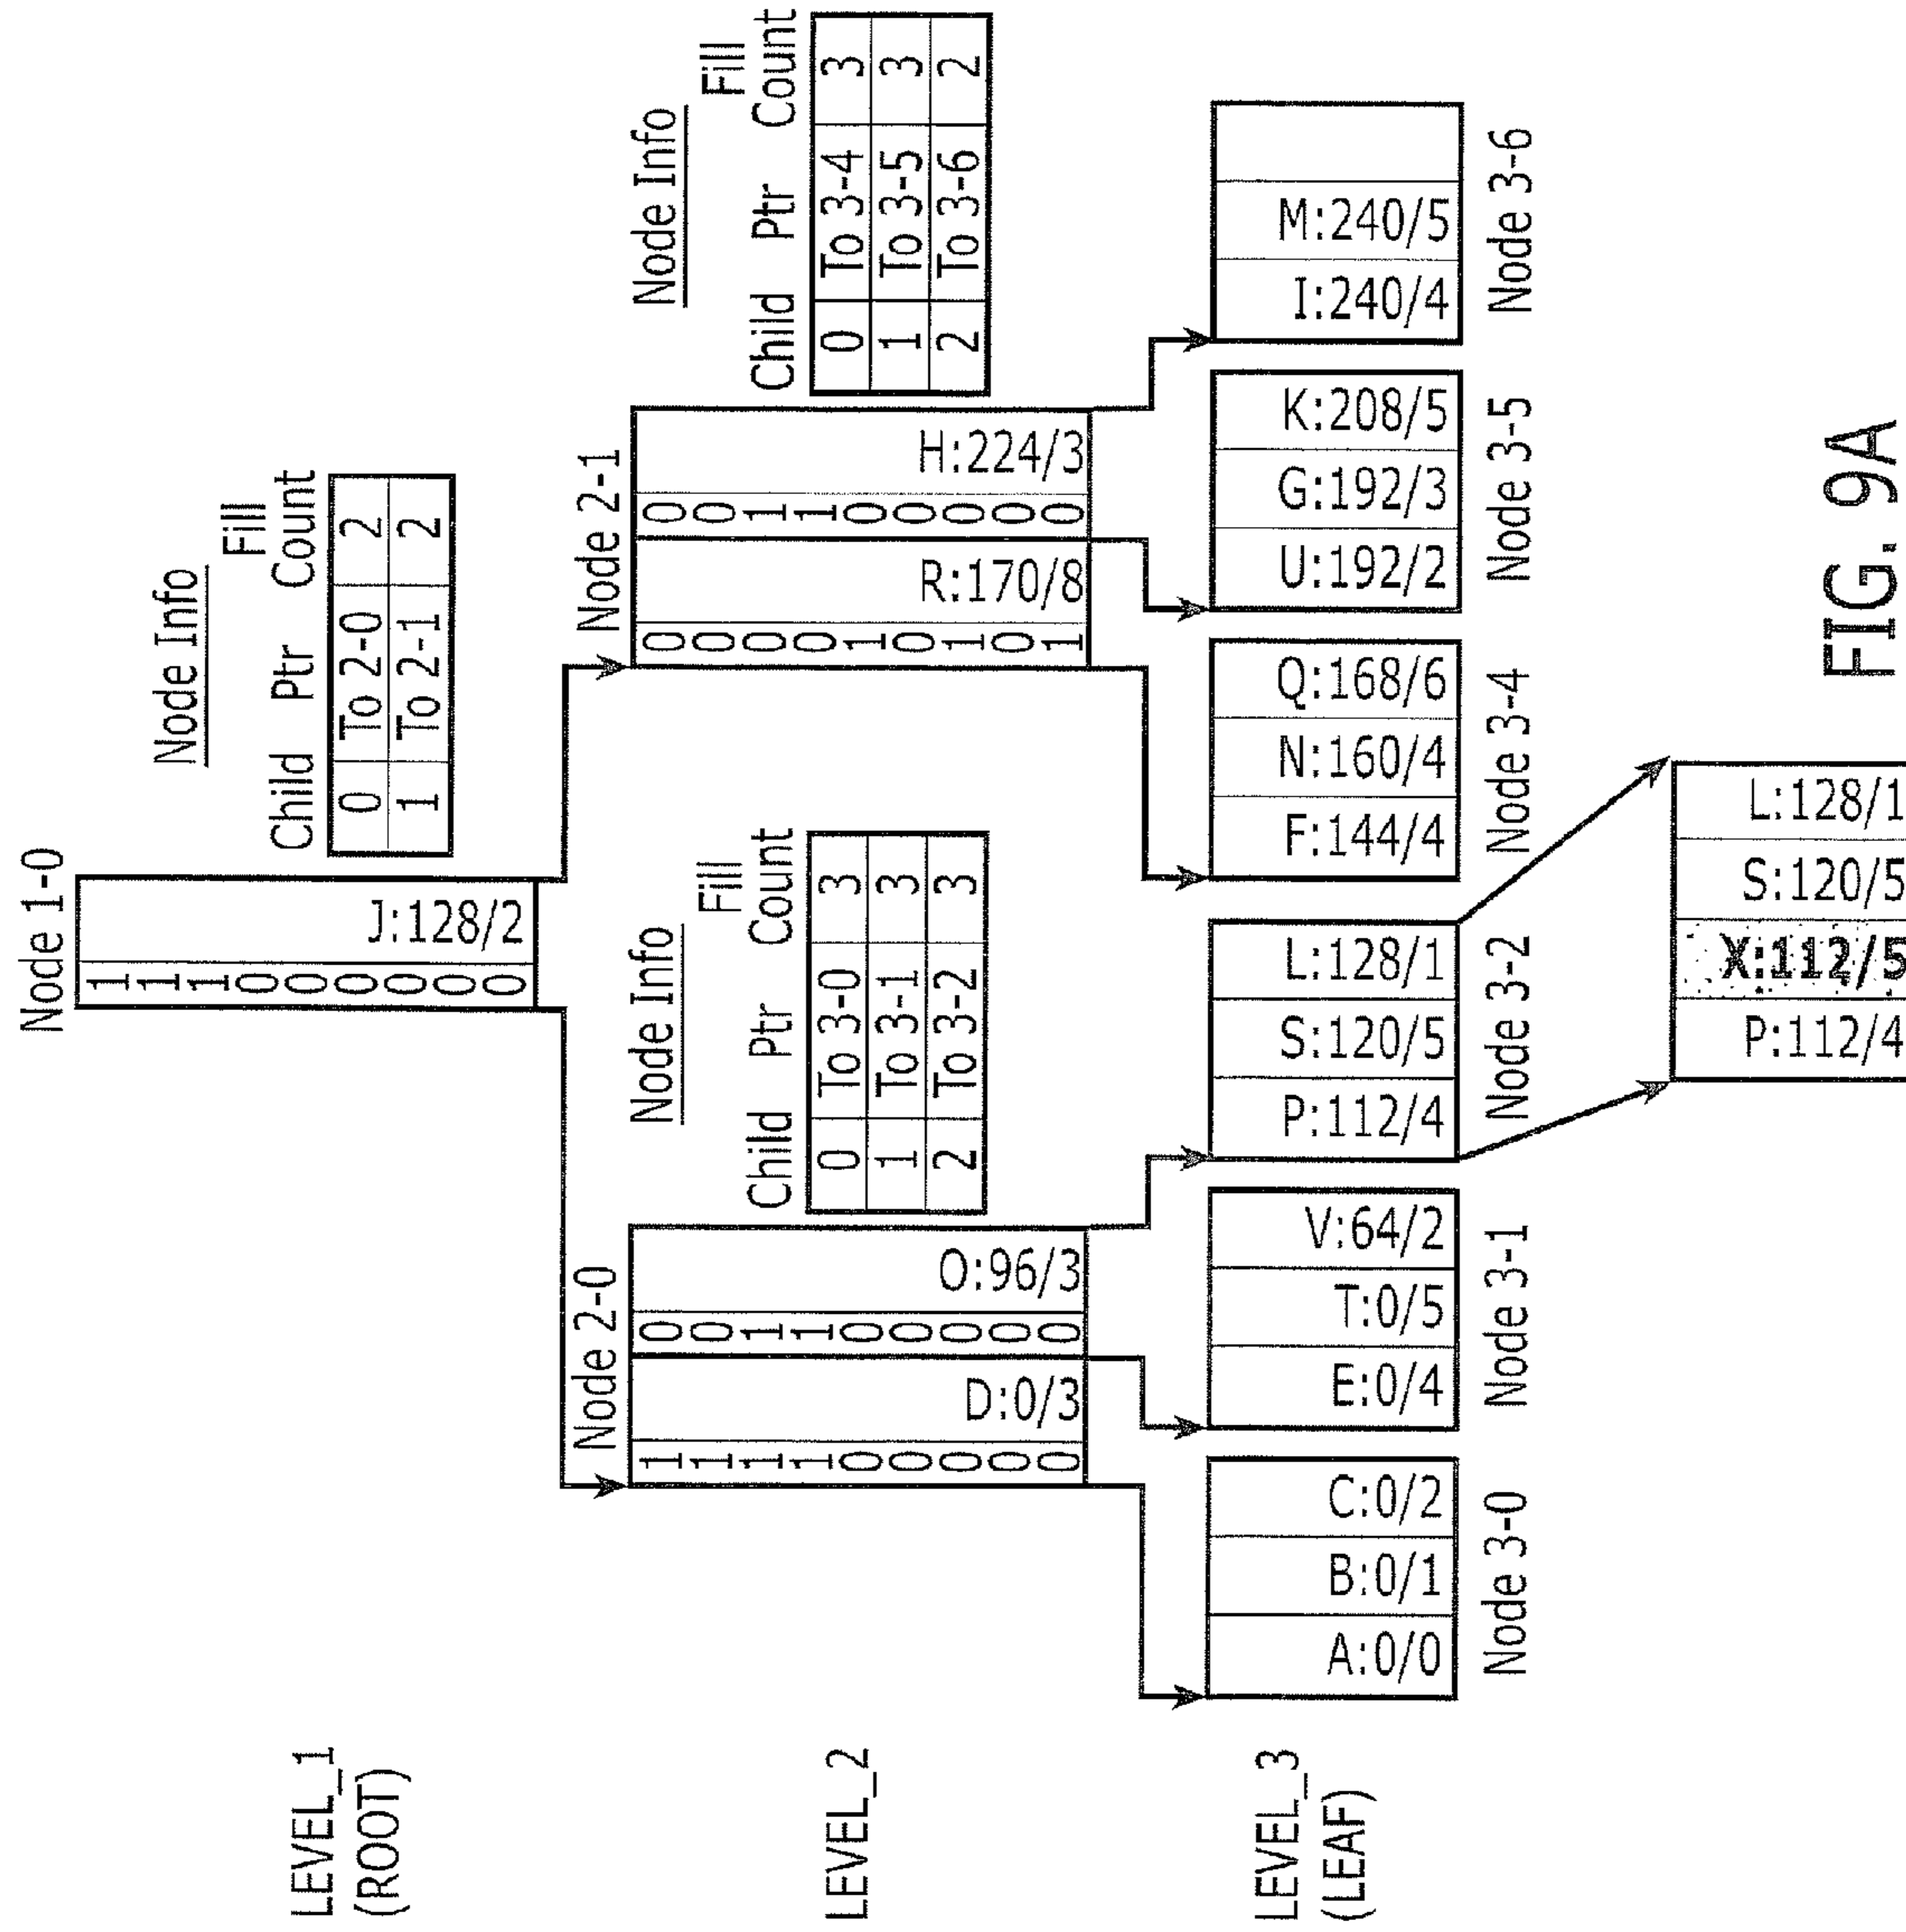 Node 1-0
1 1 1 0 0 0 0 0 0
J:128/2
Node Info
Child Ptr Fill Count
0 To 2-0 2
1 To 2-1 2
LEVEL_1
(ROOT)
Node 2-0
1 1 1 1 0 0 0 0 0
D:0/3
0 0 1 1 0 0 0 0 0
O:96/3
Node Info
Child Ptr Fill Count
0 To 3-0 3
1 To 3-1 3
2 To 3-2 3
Node 2-1
0 0 0 0 1 0 1 0 1
R:170/8
0 0 1 1 0 0 0 0 0
H:224/3
Node Info
Child Ptr Fill Count
0 To 3-4 3
1 To 3-5 3
2 To 3-6 2
LEVEL_2
LEVEL_3
(LEAF)
A:0/0 B:0/1 C:0/2
Node 3-0
E:0/4 T:0/5 V:64/2
Node 3-1
P:112/4 S:120/5 L:128/1
Node 3-2
F:144/4 N:160/4 Q:168/6
Node 3-4
U:192/2 G:192/3 K:208/5
Node 3-5
I:240/4 M:240/5
Node 3-6
P:112/4 X:112/5 S:120/5 L:128/1
FIG. 9A